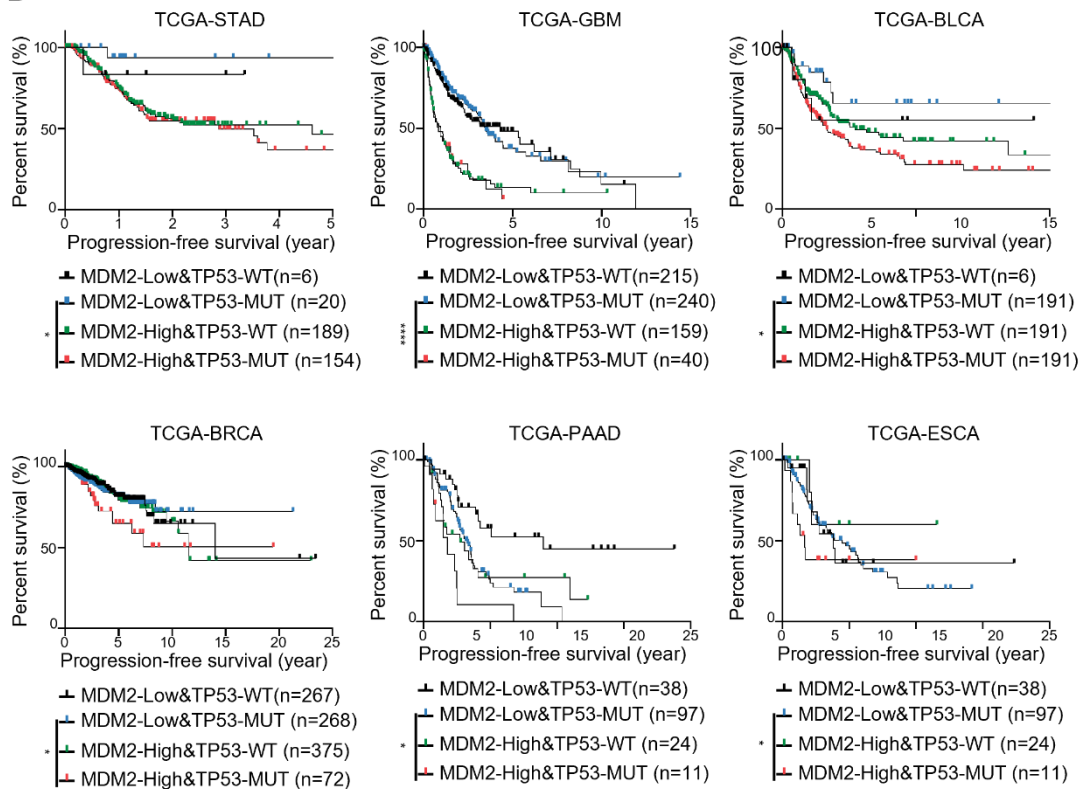 TCGA-STAD
Percent survival (%)
100
50
0
0 1 2 3 4 5
Progression-free survival (year)
MDM2-Low&TP53-WT(n=6)
MDM2-Low&TP53-MUT (n=20)
MDM2-High&TP53-WT (n=189)
MDM2-High&TP53-MUT (n=154)
*
TCGA-GBM
Percent survival (%)
100
50
0
0 5 10 15
Progression-free survival (year)
MDM2-Low&TP53-WT(n=215)
MDM2-Low&TP53-MUT (n=240)
MDM2-High&TP53-WT (n=159)
MDM2-High&TP53-MUT (n=40)
****
TCGA-BLCA
Percent survival (%)
100
50
0
0 5 10 15
Progression-free survival (year)
MDM2-Low&TP53-WT(n=6)
MDM2-Low&TP53-MUT (n=191)
MDM2-High&TP53-WT (n=191)
MDM2-High&TP53-MUT (n=191)
*
TCGA-BRCA
Percent survival (%)
100
50
0
0 5 10 15 20 25
Progression-free survival (year)
MDM2-Low&TP53-WT(n=267)
MDM2-Low&TP53-MUT (n=268)
MDM2-High&TP53-WT (n=375)
MDM2-High&TP53-MUT (n=72)
*
TCGA-PAAD
Percent survival (%)
100
50
0
0 5 10 15 20 25
Progression-free survival (year)
MDM2-Low&TP53-WT(n=38)
MDM2-Low&TP53-MUT (n=97)
MDM2-High&TP53-WT (n=24)
MDM2-High&TP53-MUT (n=11)
*
TCGA-ESCA
Percent survival (%)
100
50
0
0 5 10 15 20 25
Progression-free survival (year)
MDM2-Low&TP53-WT(n=38)
MDM2-Low&TP53-MUT (n=97)
MDM2-High&TP53-WT (n=24)
MDM2-High&TP53-MUT (n=11)
*